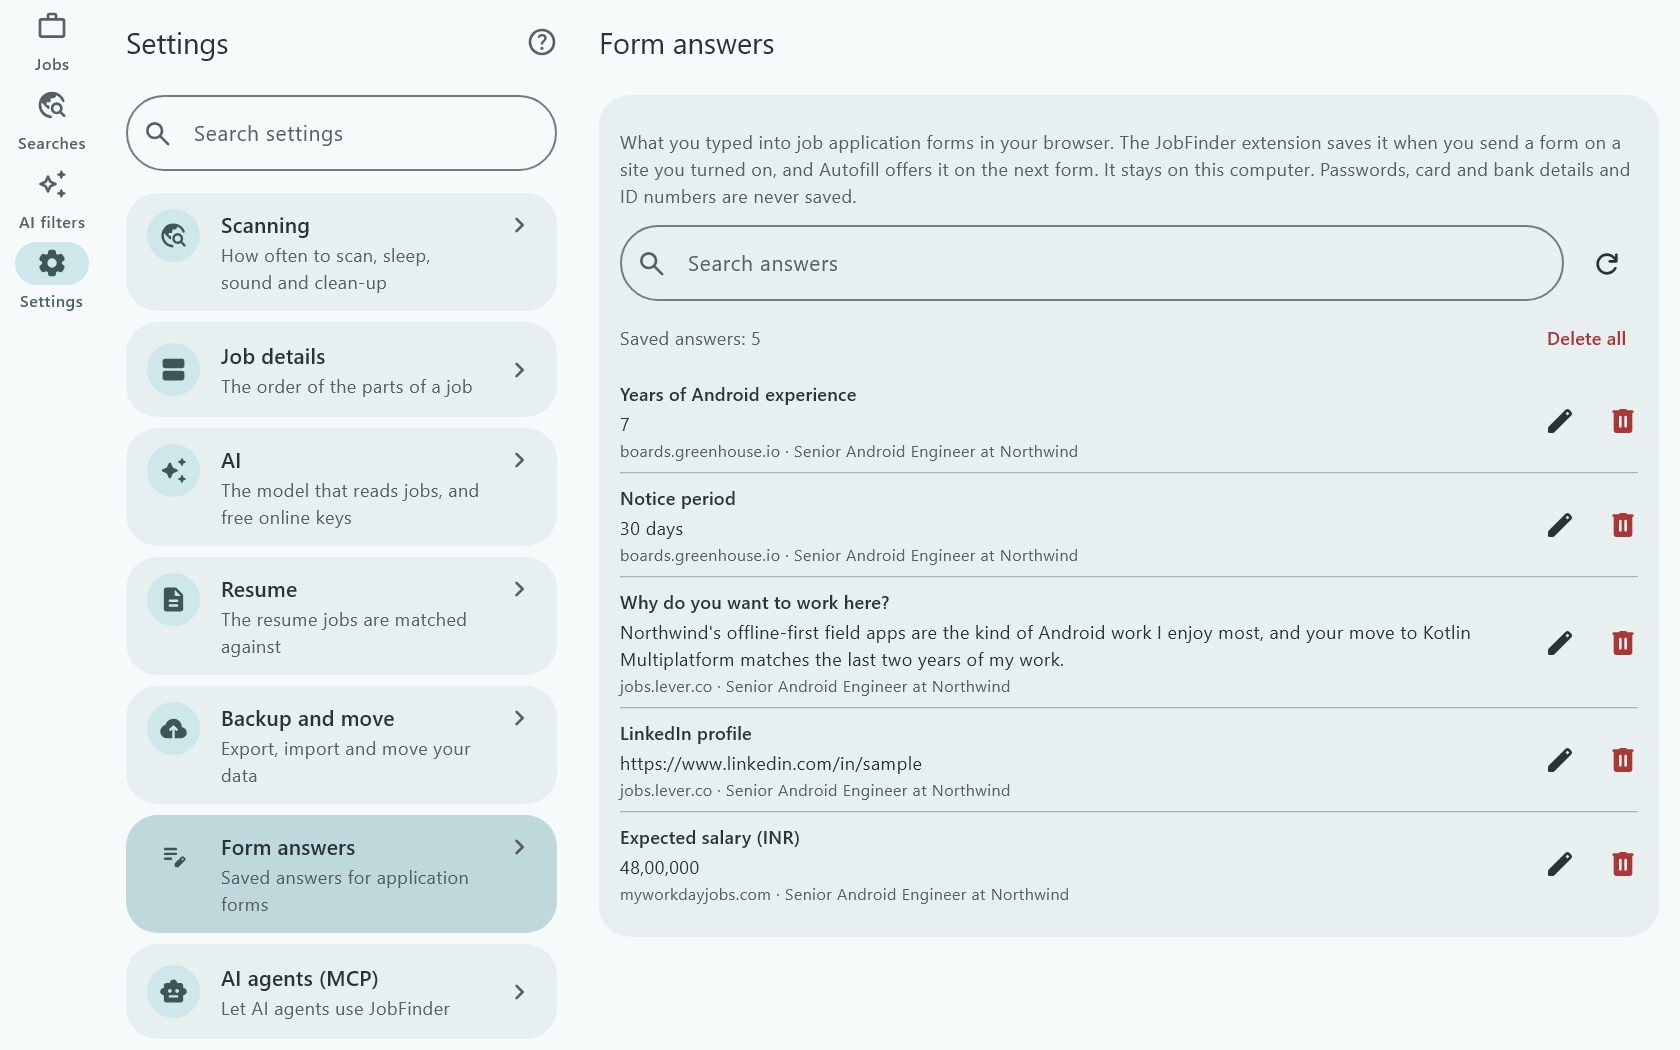 Jobs
Searches
AI filters
Settings
Settings
Search settings
Scanning
How often to scan, sleep,
sound and clean-up
Job details
The order of the parts of a job
AI
The model that reads jobs, and
free online keys
Resume
The resume jobs are matched
against
Backup and move
Export, import and move your
data
Form answers
Saved answers for application
forms
AI agents (MCP)
Let AI agents use JobFinder
Form answers
What you typed into job application forms in your browser. The JobFinder extension saves it when you send a form on a
site you turned on, and Autofill offers it on the next form. It stays on this computer. Passwords, card and bank details and
ID numbers are never saved.
Search answers
Saved answers: 5
Delete all
Years of Android experience
7
boards.greenhouse.io · Senior Android Engineer at Northwind
Notice period
30 days
boards.greenhouse.io · Senior Android Engineer at Northwind
Why do you want to work here?
Northwind's offline-first field apps are the kind of Android work I enjoy most, and your move to Kotlin
Multiplatform matches the last two years of my work.
jobs.lever.co · Senior Android Engineer at Northwind
LinkedIn profile
https://www.linkedin.com/in/sample
jobs.lever.co · Senior Android Engineer at Northwind
Expected salary (INR)
48,00,000
myworkdayjobs.com · Senior Android Engineer at Northwind